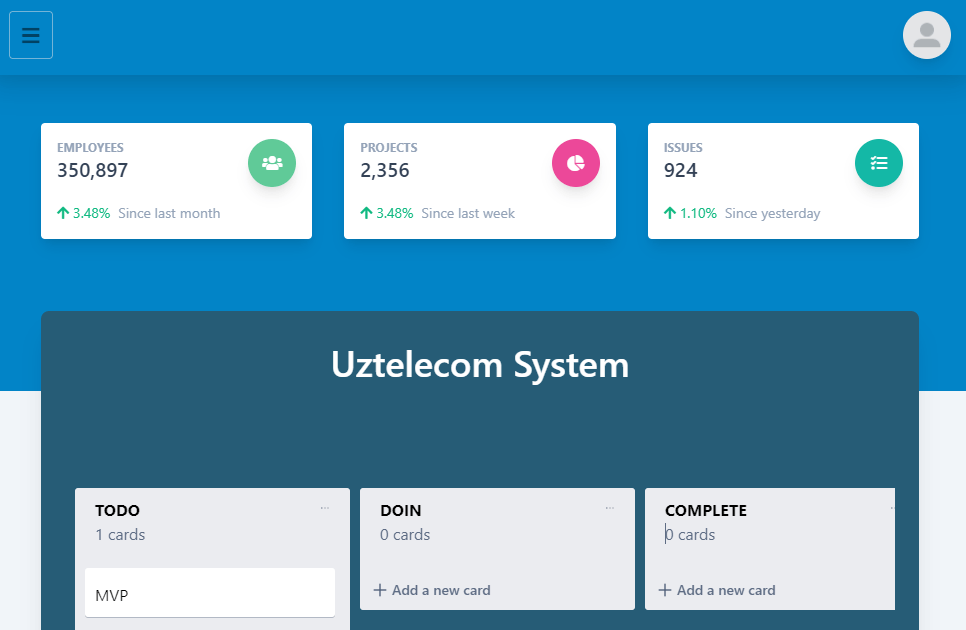 EMPLOYEES
350,897
3.48% Since last month
PROJECTS
2,356
3.48% Since last week
ISSUES
924
1.10% Since yesterday
Uztelecom System
TODO
1 cards
MVP
DOIN
0 cards
Add a new card
COMPLETE
0 cards
Add a new card